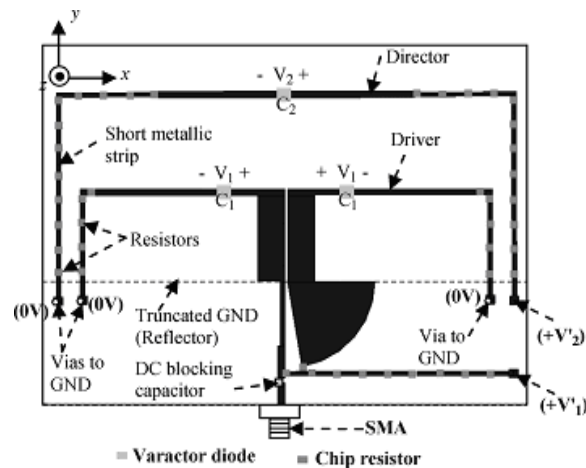 y
- V₂ +
Director
z
x
C₂
Short metallic
strip
Driver
- V₁ +
+ V₁ -
C₁
C₁
Resistors
(0V)
(0V)
(0V)
Truncated GND
(Reflector)
Vias to
GND
Via to
GND
(+V'₂)
DC blocking
capacitor
(+V'₁)
SMA
Varactor diode
Chip resistor